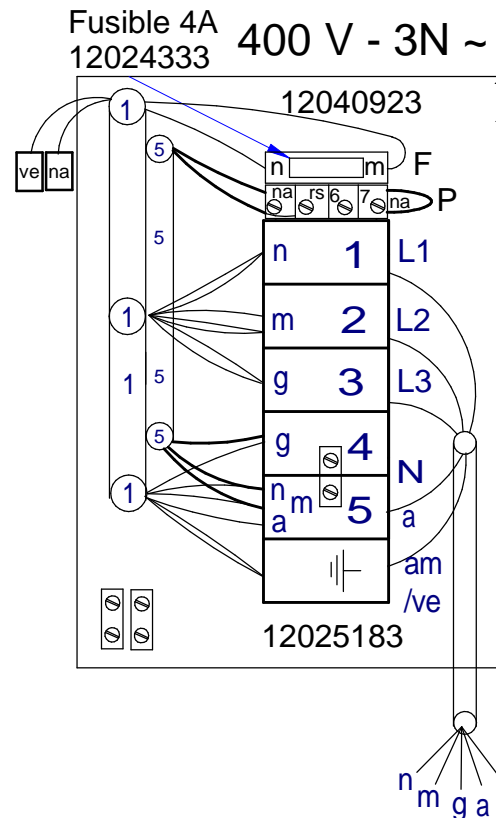 Fusible 4A
12024333
400 V - 3N ~
1
12040923
ve na
5
n m F
na rs 6 7 na P
5
n 1 L1
1
m 2 L2
1
5
g 3 L3
5
g 4
N
1
n
m
a 5 a
am
/ve
12025183
n m g a